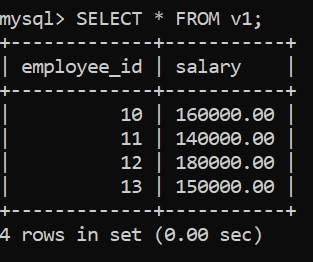 mysql> SELECT * FROM v1;
+-------------+-----------+
| employee_id | salary    |
+-------------+-----------+
|          10 | 160000.00 |
|          11 | 140000.00 |
|          12 | 180000.00 |
|          13 | 150000.00 |
+-------------+-----------+
4 rows in set (0.00 sec)